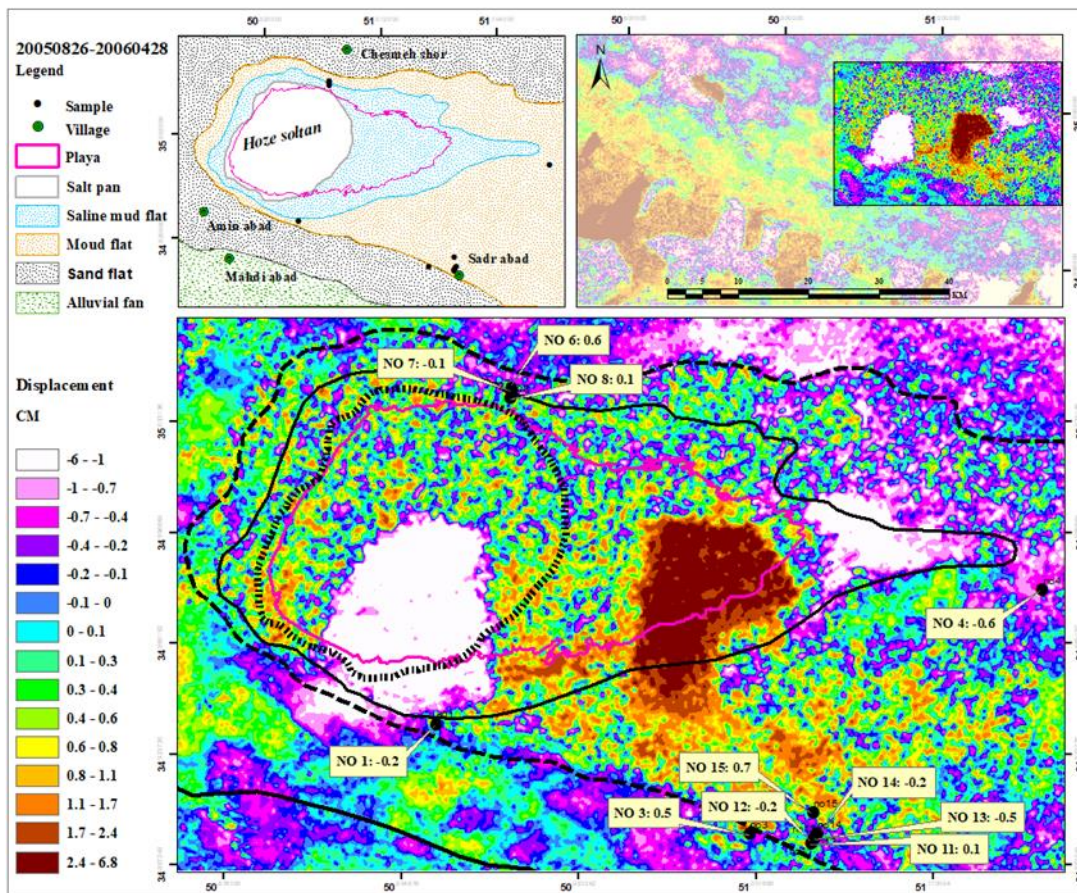 20050826-20060428
Legend
Sample
Village
Playa
Salt pan
Saline mud flat
Moud flat
Sand flat
Alluvial fan
Displacement
CM
-6 - -1
-1 - -0.7
-0.7 - -0.4
-0.4 - -0.2
-0.2 - -0.1
-0.1 - 0
0 - 0.1
0.1 - 0.3
0.3 - 0.4
0.4 - 0.6
0.6 - 0.8
0.8 - 1.1
1.1 - 1.7
1.7 - 2.4
2.4 - 6.8
Chesmeh shor
Hoze soltan
Amin abad
Mahdi abad
Sadr abad
N
0
5
10
20
30
40
KM
NO 6: 0.6
NO 7: -0.1
NO 8: 0.1
NO 4: -0.6
NO 1: -0.2
NO 15: 0.7
NO 14: -0.2
NO 12: -0.2
NO 3: 0.5
NO 13: -0.5
NO 11: 0.1